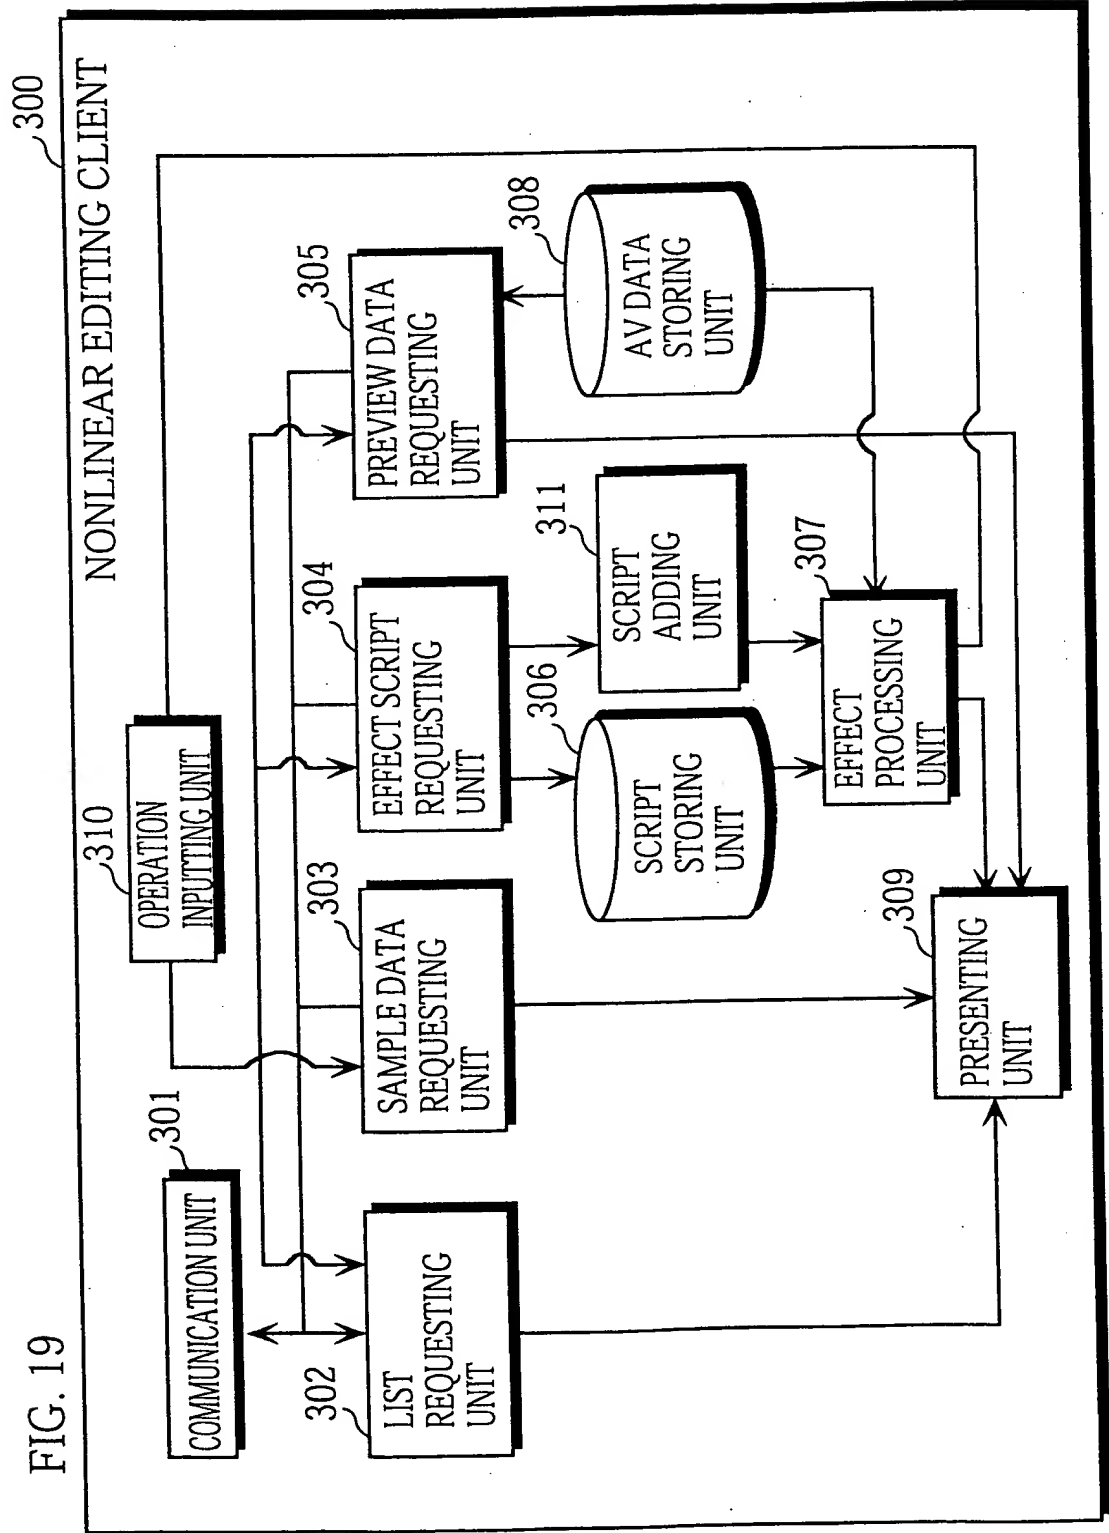 FIG. 19
300
NONLINEAR EDITING CLIENT
301
COMMUNICATION UNIT
310
OPERATION
INPUTTING UNIT
302
LIST
REQUESTING
UNIT
303
SAMPLE DATA
REQUESTING
UNIT
304
EFFECT SCRIPT
REQUESTING
UNIT
305
PREVIEW DATA
REQUESTING
UNIT
306
SCRIPT
STORING
UNIT
311
SCRIPT
ADDING
UNIT
308
AV DATA
STORING
UNIT
307
EFFECT
PROCESSING
UNIT
309
PRESENTING
UNIT